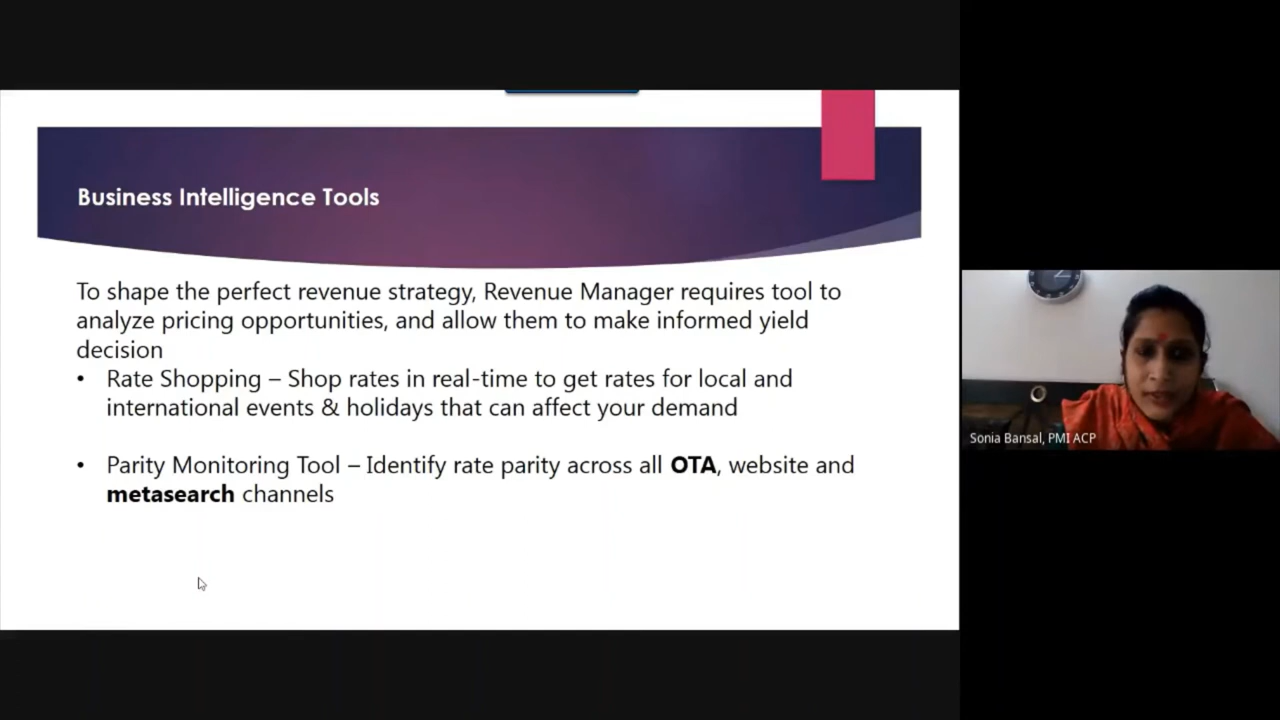 Business Intelligence Tools
To shape the perfect revenue strategy, Revenue Manager requires tool to
analyze pricing opportunities, and allow them to make informed yield
decision
• Rate Shopping – Shop rates in real-time to get rates for local and
international events & holidays that can affect your demand
• Parity Monitoring Tool – Identify rate parity across all OTA, website and
metasearch channels
Sonia Bansal, PMI ACP